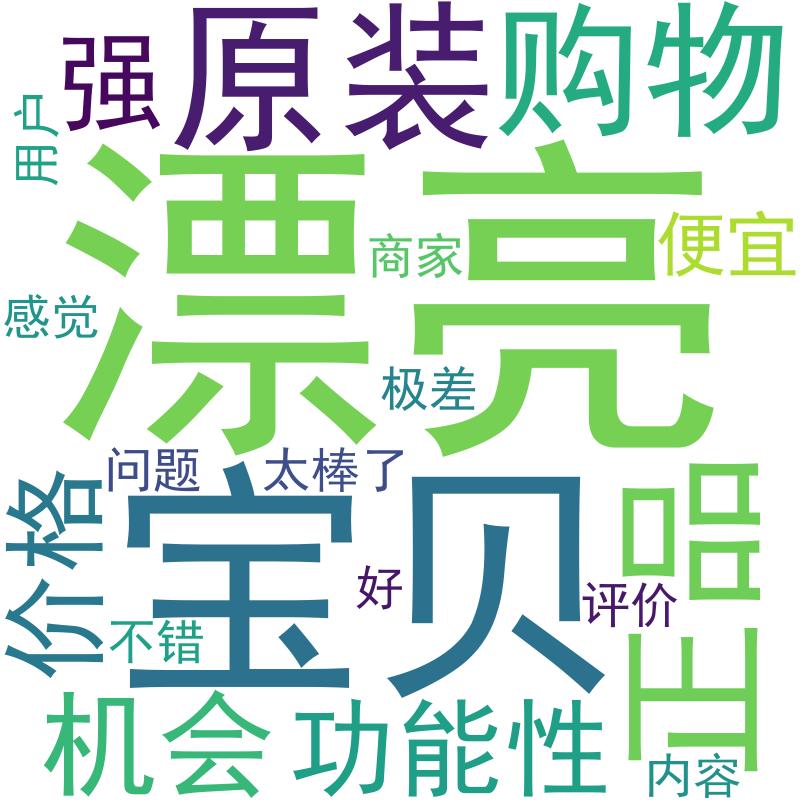 强
原装
购物
用户
漂亮
商家
便宜
感觉
极差
问题
太棒了
价格
宝贝
正品
好
评价
不错
机会
功能性
内容